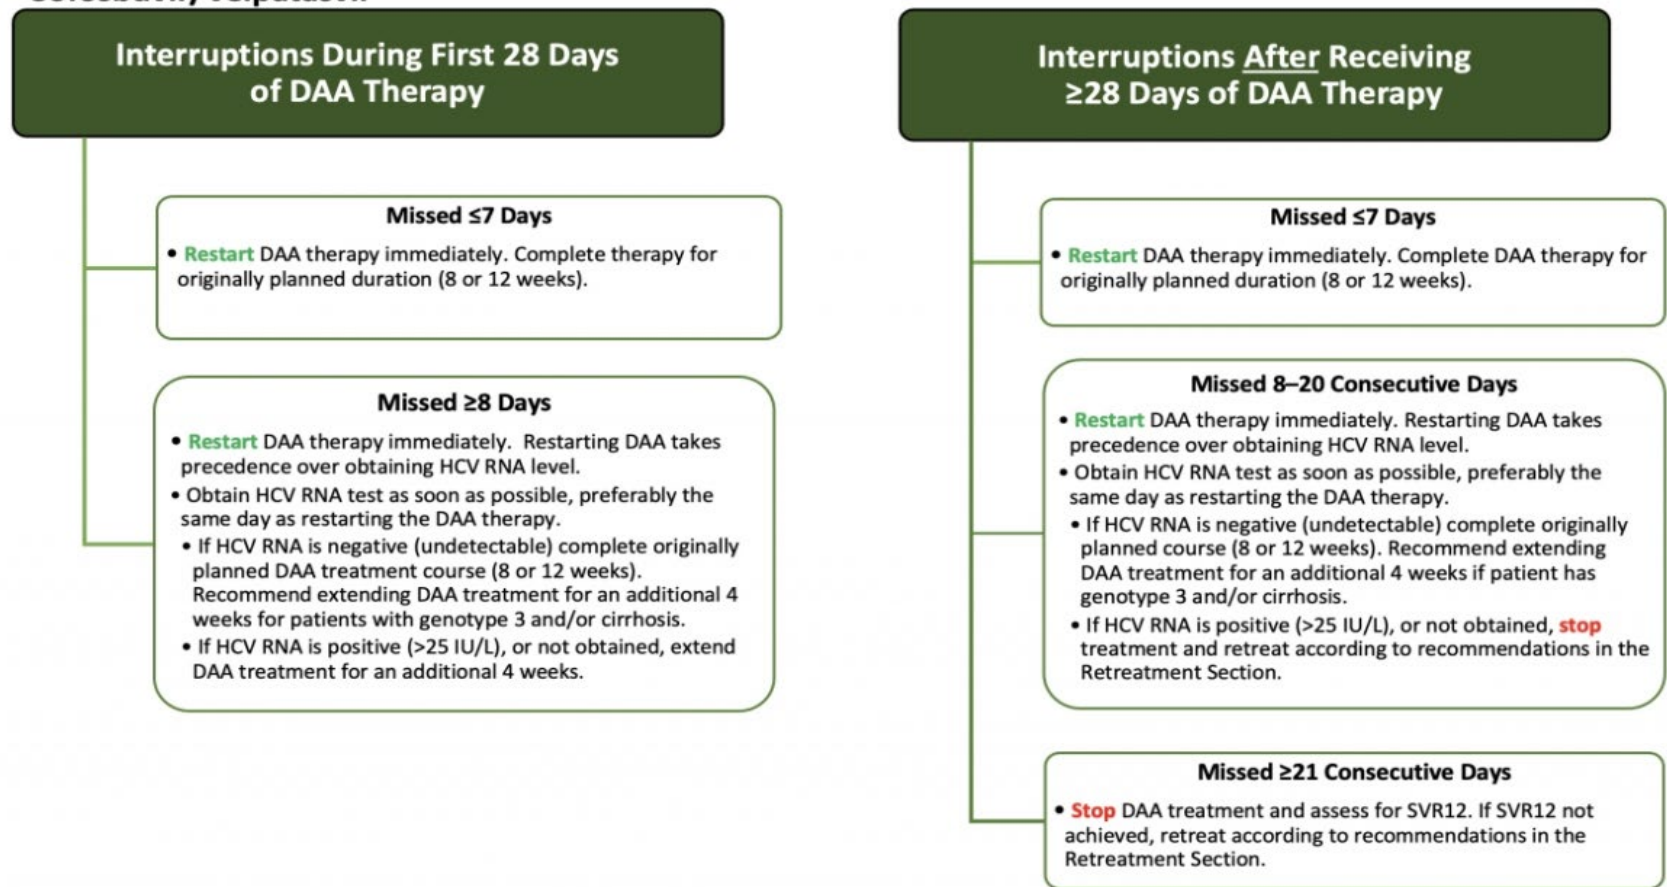 Interruptions During First 28 Days
of DAA Therapy
Missed ≤7 Days
• Restart DAA therapy immediately. Complete therapy for
originally planned duration (8 or 12 weeks).
Missed ≥8 Days
• Restart DAA therapy immediately. Restarting DAA takes
precedence over obtaining HCV RNA level.
• Obtain HCV RNA test as soon as possible, preferably the
same day as restarting the DAA therapy.
• If HCV RNA is negative (undetectable) complete originally
planned DAA treatment course (8 or 12 weeks).
Recommend extending DAA treatment for an additional 4
weeks for patients with genotype 3 and/or cirrhosis.
• If HCV RNA is positive (>25 IU/L), or not obtained, extend
DAA treatment for an additional 4 weeks.
Interruptions After Receiving
≥28 Days of DAA Therapy
Missed ≤7 Days
• Restart DAA therapy immediately. Complete DAA therapy for
originally planned duration (8 or 12 weeks).
Missed 8–20 Consecutive Days
• Restart DAA therapy immediately. Restarting DAA takes
precedence over obtaining HCV RNA level.
• Obtain HCV RNA test as soon as possible, preferably the
same day as restarting the DAA therapy.
• If HCV RNA is negative (undetectable) complete originally
planned course (8 or 12 weeks). Recommend extending
DAA treatment for an additional 4 weeks if patient has
genotype 3 and/or cirrhosis.
• If HCV RNA is positive (>25 IU/L), or not obtained, stop
treatment and retreat according to recommendations in the
Retreatment Section.
Missed ≥21 Consecutive Days
• Stop DAA treatment and assess for SVR12. If SVR12 not
achieved, retreat according to recommendations in the
Retreatment Section.